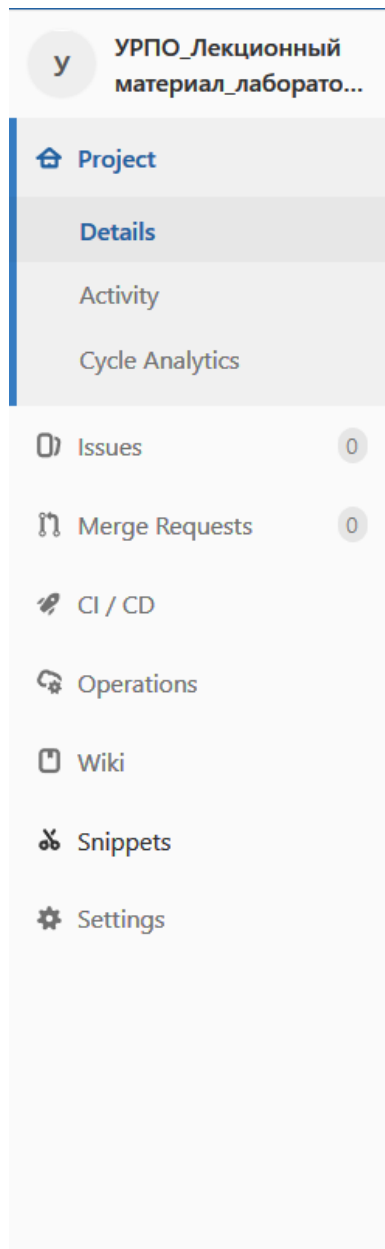 У
УРПО_Лекционный
материал_лаборато...
Project
Details
Activity
Cycle Analytics
Issues 0
Merge Requests 0
CI / CD
Operations
Wiki
Snippets
Settings